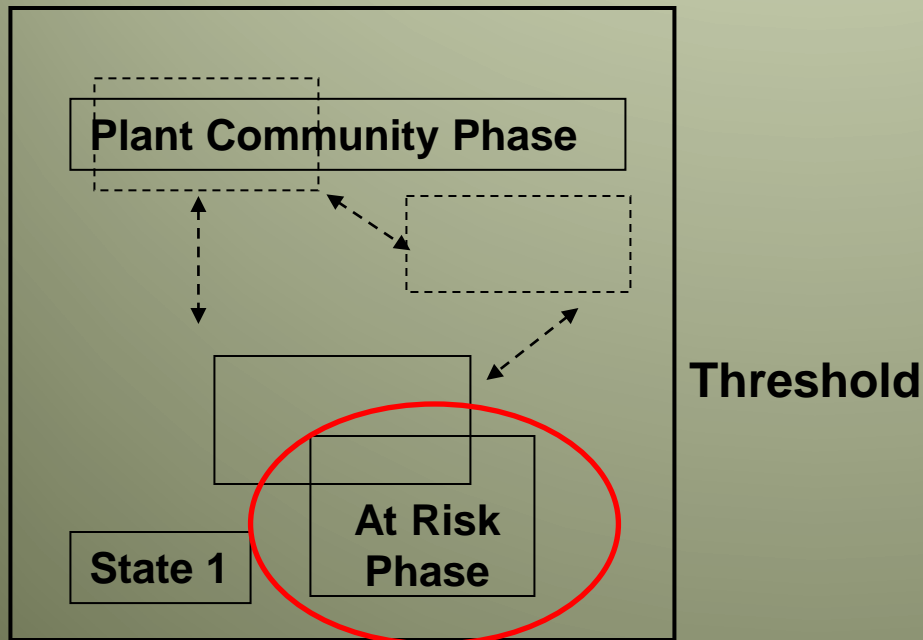 Plant Community Phase
Threshold
At Risk
Phase
State 1